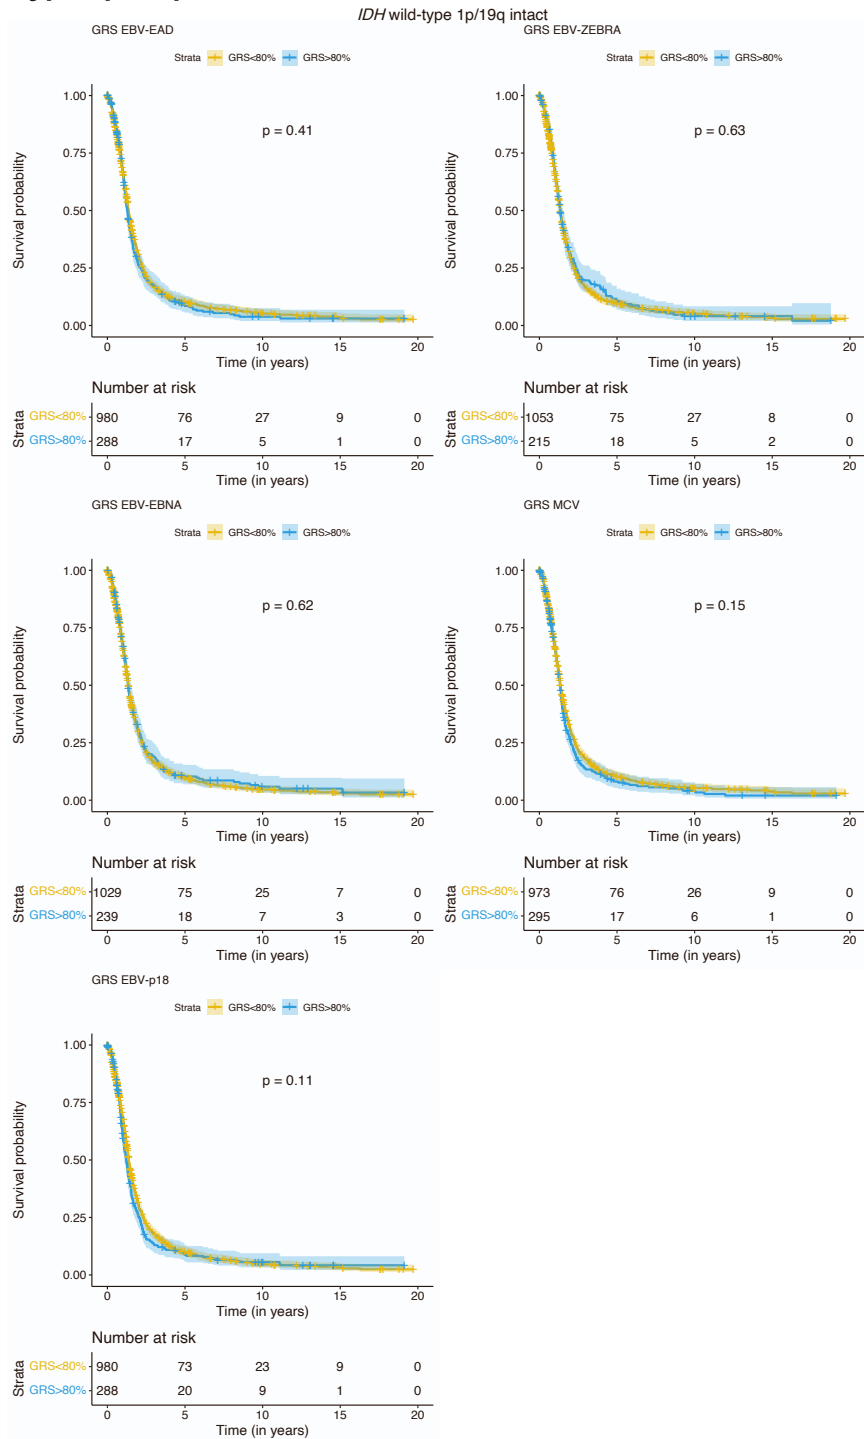 IDH wild-type 1p/19q intact
GRS EBV-EAD
Strata GRS<80% GRS>80%
p = 0.41
Survival probability
1.00
0.75
0.50
0.25
0.00
0 5 10 15 20
Time (in years)
Number at risk
Strata
GRS<80% 980 76 27 9 0
GRS>80% 288 17 5 1 0
0 5 10 15 20
Time (in years)
GRS EBV-ZEBRA
Strata GRS<80% GRS>80%
p = 0.63
Survival probability
1.00
0.75
0.50
0.25
0.00
0 5 10 15 20
Time (in years)
Number at risk
Strata
GRS<80% 1053 75 27 8 0
GRS>80% 215 18 5 2 0
0 5 10 15 20
Time (in years)
GRS EBV-EBNA
Strata GRS<80% GRS>80%
p = 0.62
Survival probability
1.00
0.75
0.50
0.25
0.00
0 5 10 15 20
Time (in years)
Number at risk
Strata
GRS<80% 1029 75 25 7 0
GRS>80% 239 18 7 3 0
0 5 10 15 20
Time (in years)
GRS MCV
Strata GRS<80% GRS>80%
p = 0.15
Survival probability
1.00
0.75
0.50
0.25
0.00
0 5 10 15 20
Time (in years)
Number at risk
Strata
GRS<80% 973 76 26 9 0
GRS>80% 295 17 6 1 0
0 5 10 15 20
Time (in years)
GRS EBV-p18
Strata GRS<80% GRS>80%
p = 0.11
Survival probability
1.00
0.75
0.50
0.25
0.00
0 5 10 15 20
Time (in years)
Number at risk
Strata
GRS<80% 980 73 23 9 0
GRS>80% 288 20 9 1 0
0 5 10 15 20
Time (in years)